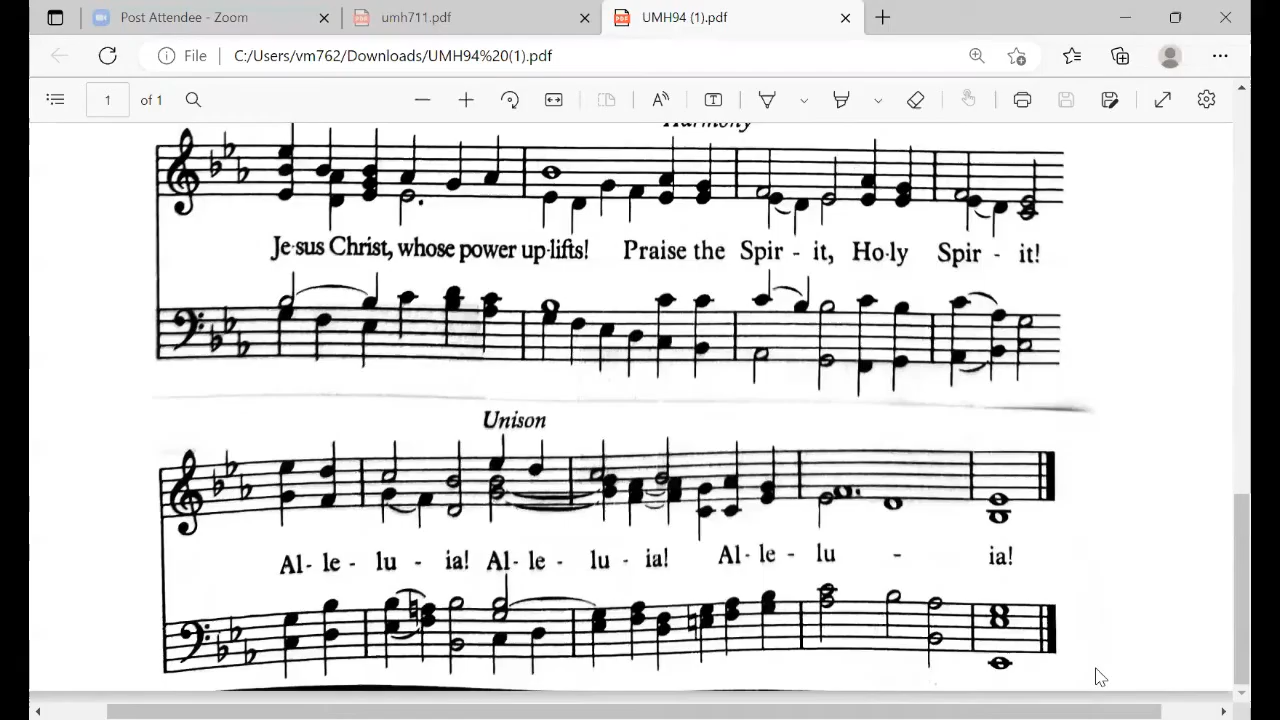 Post Attendee - Zoom
umh711.pdf
UMH94 (1).pdf
File
C:/Users/vm762/Downloads/UMH94%20(1).pdf
1 of 1
Harmony
Je-sus Christ, whose power up-lifts! Praise the Spir - it, Ho-ly Spir - it!
Unison
Al- le - lu - ia! Al- le - lu - ia! Al- le - lu - ia!